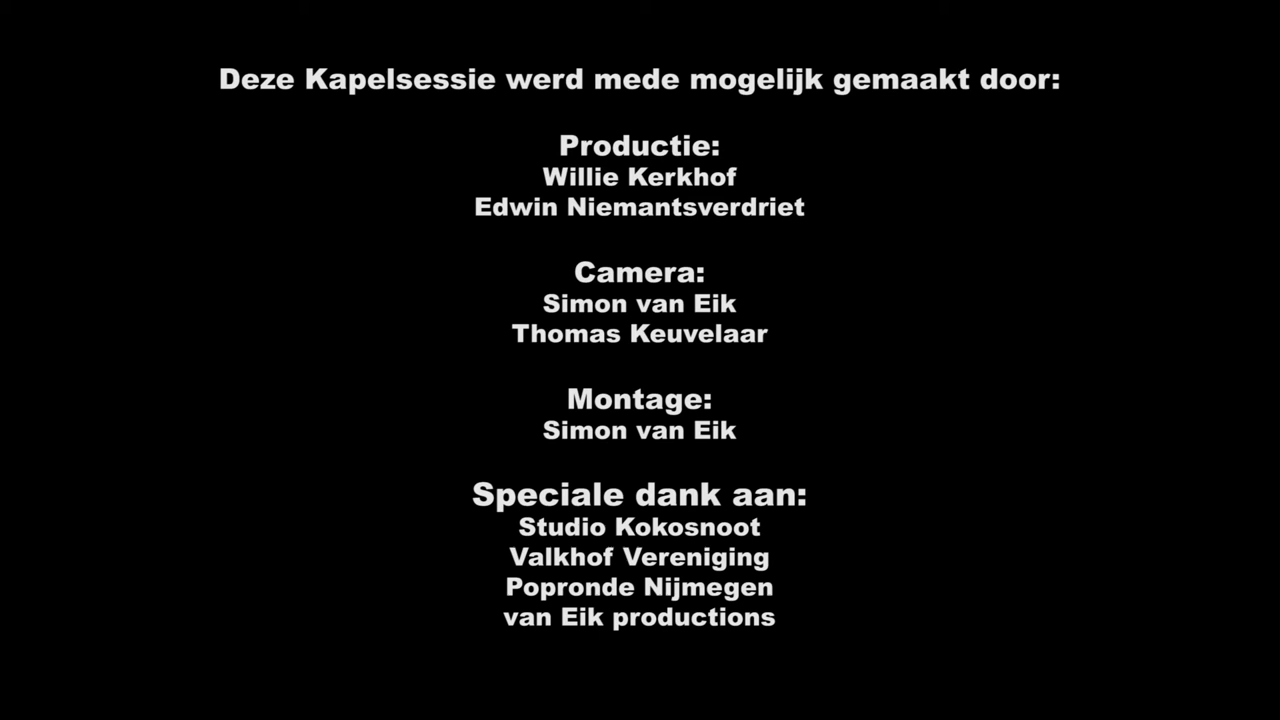 Deze Kapelsessie werd mede mogelijk gemaakt door:
Productie:
Willie Kerkhof
Edwin Niemantsverdriet
Camera:
Simon van Eik
Thomas Keuvelaar
Montage:
Simon van Eik
Speciale dank aan:
Studio Kokosnoot
Valkhof Vereniging
Popronde Nijmegen
van Eik productions